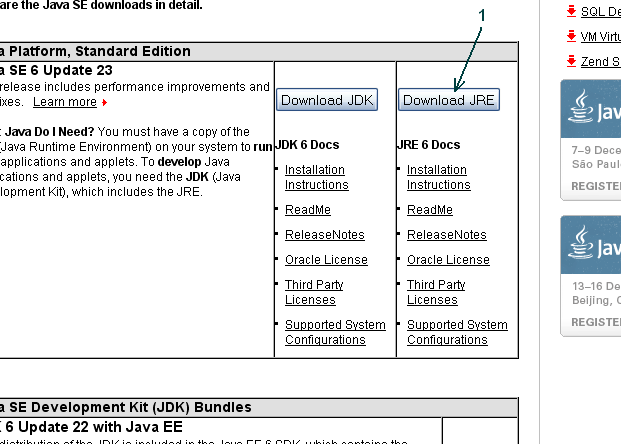 are the Java SE downloads in detail.
1
a Platform, Standard Edition
a SE 6 Update 23
release includes performance improvements and
ixes. Learn more
Download JDK
Download JRE
Java Do I Need? You must have a copy of the
(Java Runtime Environment) on your system to run
applications and applets. To develop Java
cations and applets, you need the JDK (Java
lopment Kit), which includes the JRE.
JDK 6 Docs
Installation
Instructions
ReadMe
ReleaseNotes
Oracle License
Third Party
Licenses
Supported System
Configurations
JRE 6 Docs
Installation
Instructions
ReadMe
ReleaseNotes
Oracle License
Third Party
Licenses
Supported System
Configurations
a SE Development Kit (JDK) Bundles
6 Update 22 with Java EE
distribution of the JDK is included in the Java EE 6 SDK, which contains the
SQL De
VM Virtu
Zend S
Jav
7–9 Dece
São Paul
REGISTE
Jav
13–16 De
Beijing, C
REGISTE